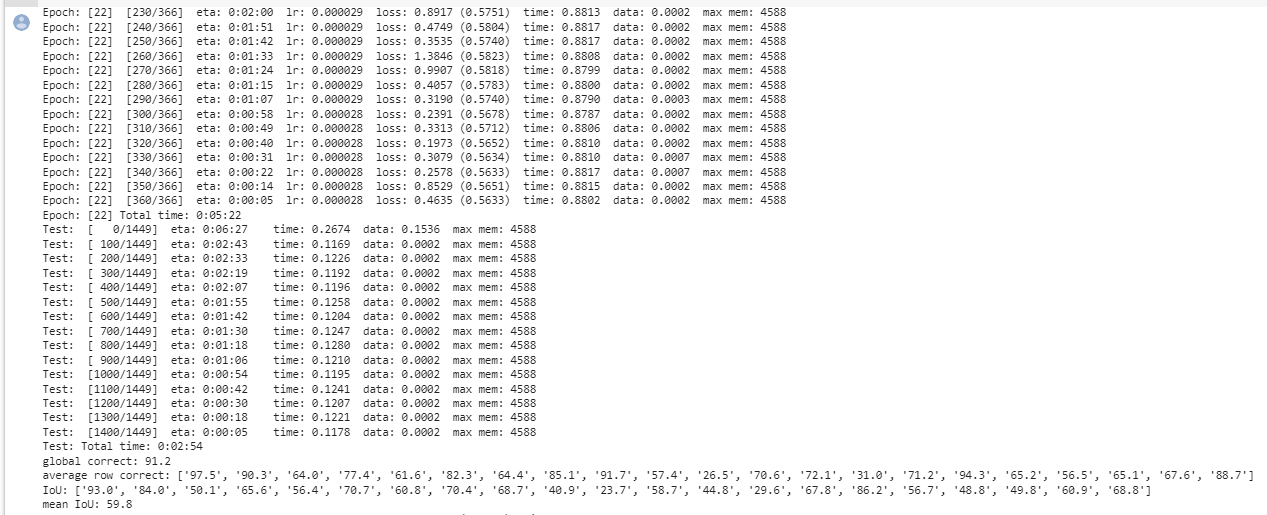 Epoch: [22]  [230/366]  eta: 0:02:00  lr: 0.000029  loss: 0.8917 (0.5751)  time: 0.8813  data: 0.0002  max mem: 4588
Epoch: [22]  [240/366]  eta: 0:01:51  lr: 0.000029  loss: 0.4749 (0.5804)  time: 0.8817  data: 0.0002  max mem: 4588
Epoch: [22]  [250/366]  eta: 0:01:42  lr: 0.000029  loss: 0.3535 (0.5740)  time: 0.8817  data: 0.0002  max mem: 4588
Epoch: [22]  [260/366]  eta: 0:01:33  lr: 0.000029  loss: 1.3846 (0.5823)  time: 0.8808  data: 0.0002  max mem: 4588
Epoch: [22]  [270/366]  eta: 0:01:24  lr: 0.000029  loss: 0.9907 (0.5818)  time: 0.8799  data: 0.0002  max mem: 4588
Epoch: [22]  [280/366]  eta: 0:01:15  lr: 0.000029  loss: 0.4057 (0.5783)  time: 0.8800  data: 0.0002  max mem: 4588
Epoch: [22]  [290/366]  eta: 0:01:07  lr: 0.000029  loss: 0.3190 (0.5740)  time: 0.8790  data: 0.0003  max mem: 4588
Epoch: [22]  [300/366]  eta: 0:00:58  lr: 0.000028  loss: 0.2391 (0.5678)  time: 0.8787  data: 0.0002  max mem: 4588
Epoch: [22]  [310/366]  eta: 0:00:49  lr: 0.000028  loss: 0.3313 (0.5712)  time: 0.8806  data: 0.0002  max mem: 4588
Epoch: [22]  [320/366]  eta: 0:00:40  lr: 0.000028  loss: 0.1973 (0.5652)  time: 0.8810  data: 0.0002  max mem: 4588
Epoch: [22]  [330/366]  eta: 0:00:31  lr: 0.000028  loss: 0.3079 (0.5634)  time: 0.8810  data: 0.0007  max mem: 4588
Epoch: [22]  [340/366]  eta: 0:00:22  lr: 0.000028  loss: 0.2578 (0.5633)  time: 0.8817  data: 0.0007  max mem: 4588
Epoch: [22]  [350/366]  eta: 0:00:14  lr: 0.000028  loss: 0.8529 (0.5651)  time: 0.8815  data: 0.0002  max mem: 4588
Epoch: [22]  [360/366]  eta: 0:00:05  lr: 0.000028  loss: 0.4635 (0.5633)  time: 0.8802  data: 0.0002  max mem: 4588
Epoch: [22] Total time: 0:05:22
Test:  [   0/1449]  eta: 0:06:27    time: 0.2674  data: 0.1536  max mem: 4588
Test:  [ 100/1449]  eta: 0:02:43    time: 0.1169  data: 0.0002  max mem: 4588
Test:  [ 200/1449]  eta: 0:02:33    time: 0.1226  data: 0.0002  max mem: 4588
Test:  [ 300/1449]  eta: 0:02:19    time: 0.1192  data: 0.0002  max mem: 4588
Test:  [ 400/1449]  eta: 0:02:07    time: 0.1196  data: 0.0002  max mem: 4588
Test:  [ 500/1449]  eta: 0:01:55    time: 0.1258  data: 0.0002  max mem: 4588
Test:  [ 600/1449]  eta: 0:01:42    time: 0.1204  data: 0.0002  max mem: 4588
Test:  [ 700/1449]  eta: 0:01:30    time: 0.1247  data: 0.0002  max mem: 4588
Test:  [ 800/1449]  eta: 0:01:18    time: 0.1280  data: 0.0002  max mem: 4588
Test:  [ 900/1449]  eta: 0:01:06    time: 0.1210  data: 0.0002  max mem: 4588
Test:  [1000/1449]  eta: 0:00:54    time: 0.1195  data: 0.0002  max mem: 4588
Test:  [1100/1449]  eta: 0:00:42    time: 0.1241  data: 0.0002  max mem: 4588
Test:  [1200/1449]  eta: 0:00:30    time: 0.1207  data: 0.0002  max mem: 4588
Test:  [1300/1449]  eta: 0:00:18    time: 0.1221  data: 0.0002  max mem: 4588
Test:  [1400/1449]  eta: 0:00:05    time: 0.1178  data: 0.0002  max mem: 4588
Test: Total time: 0:02:54
global correct: 91.2
average row correct: ['97.5', '90.3', '64.0', '77.4', '61.6', '82.3', '64.4', '85.1', '91.7', '57.4', '26.5', '70.6', '72.1', '31.0', '71.2', '94.3', '65.2', '56.5', '65.1', '67.6', '88.7']
IoU: ['93.0', '84.0', '50.1', '65.6', '56.4', '70.7', '60.8', '70.4', '68.7', '40.9', '23.7', '58.7', '44.8', '29.6', '67.8', '86.2', '56.7', '48.8', '49.8', '60.9', '68.8']
mean IoU: 59.8